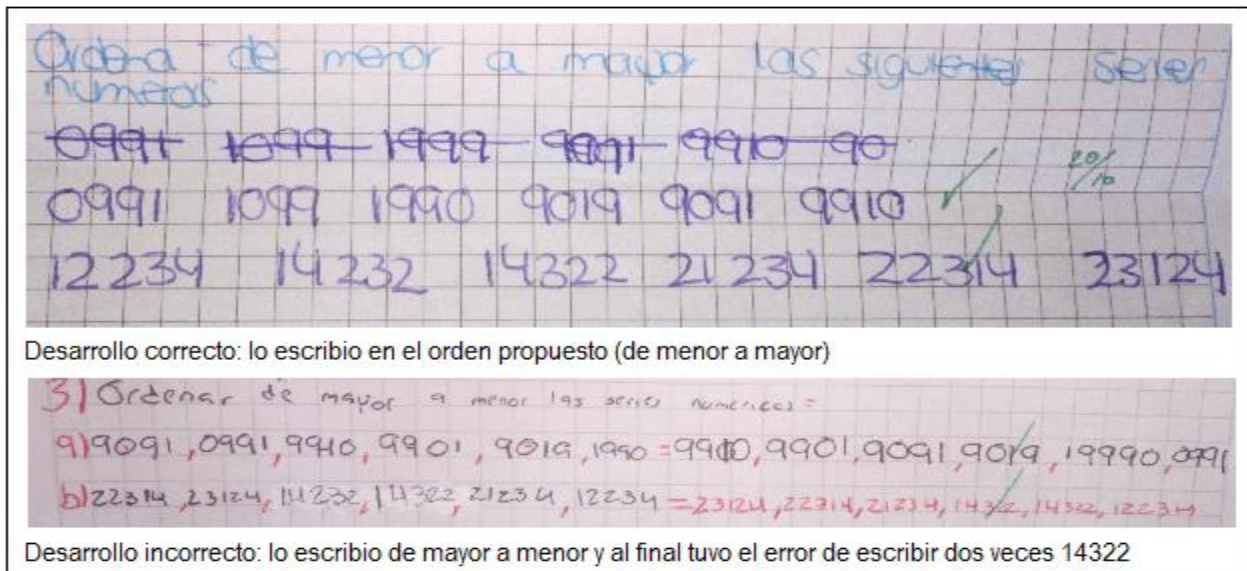 Ordena de menor a mayor las siguientes series
numeros
0991 1099 1999 9091 9910 90
0991 1099 1990 9019 9091 9910 20/10
12234 14232 14322 21234 22314 23124
Desarrollo correcto: lo escribio en el orden propuesto (de menor a mayor)
3) Ordenar de mayor a menor las series numericas =
a) 9091, 0991, 9910, 9901, 9019, 1990 = 9910, 9901, 9091, 9019, 19990, 0991
b) 22314, 23124, 14232, 14322, 21234, 12234 = 23124, 22314, 21234, 14322, 14322, 12234
Desarrollo incorrecto: lo escribio de mayor a menor y al final tuvo el error de escribir dos veces 14322